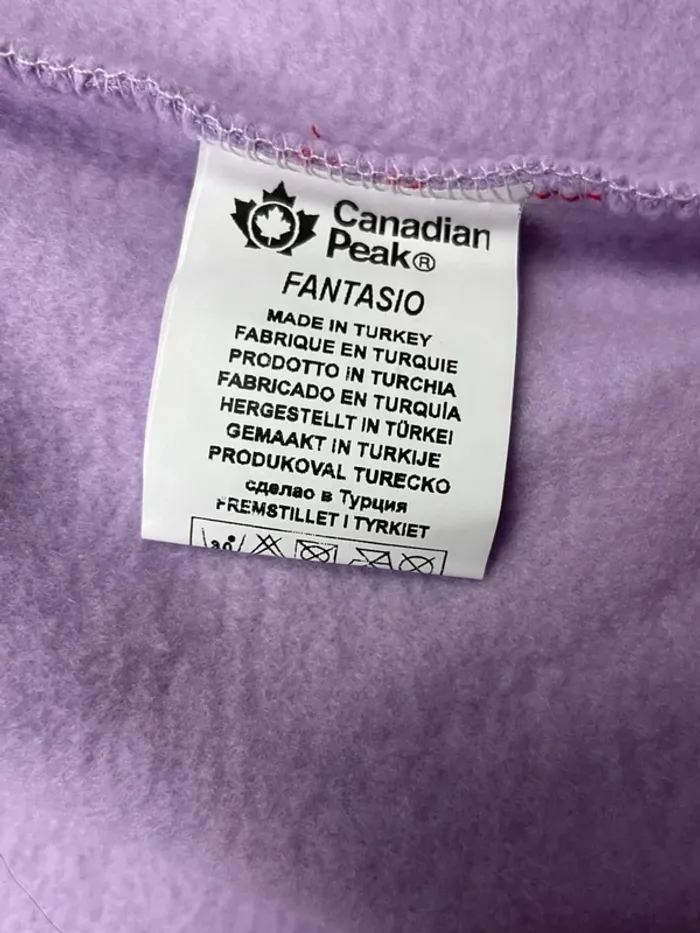 Canadian
Peak®
FANTASIO
MADE IN TURKEY
FABRIQUE EN TURQUIE
PRODOTTO IN TURCHIA
FABRICADO EN TURQUÍA
HERGESTELLT IN TÜRKEI
GEMAAKT IN TURKIJE
PRODUKOVAL TURECKO
сделао в Турция
FREMSTILLET I TYRKIET
30°